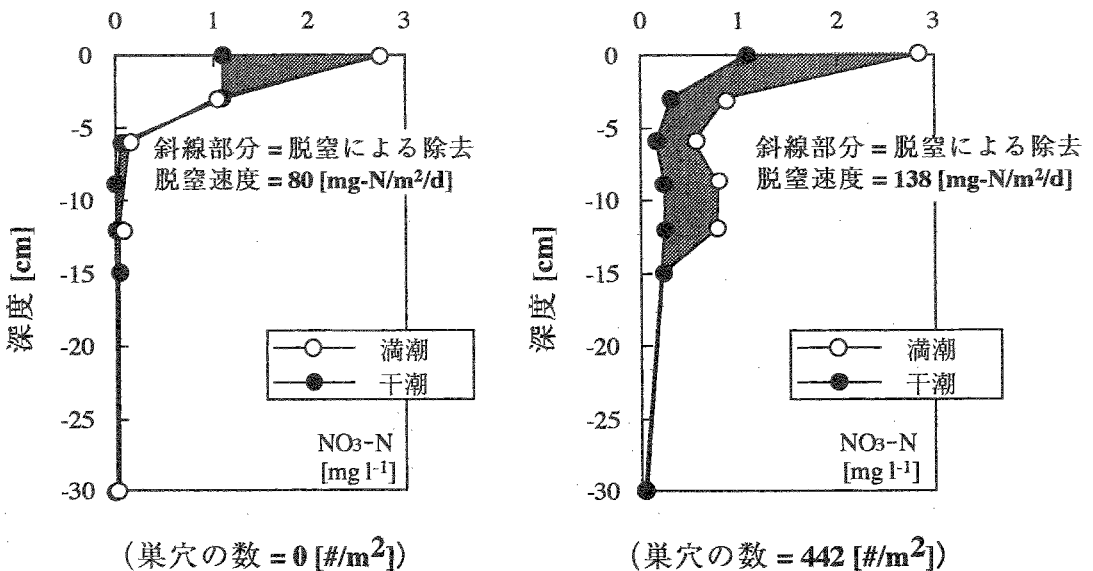 0 1 2 3
0
-5
-10
-15
-20
-25
-30
深度 [cm]
斜線部分 = 脱窒による除去
脱窒速度 = 80 [mg-N/m²/d]
満潮
干潮
NO₃-N
[mg l⁻¹]
(巣穴の数 = 0 [#/m²])
0 1 2 3
0
-5
-10
-15
-20
-25
-30
深度 [cm]
斜線部分 = 脱窒による除去
脱窒速度 = 138 [mg-N/m²/d]
満潮
干潮
NO₃-N
[mg l⁻¹]
(巣穴の数 = 442 [#/m²])